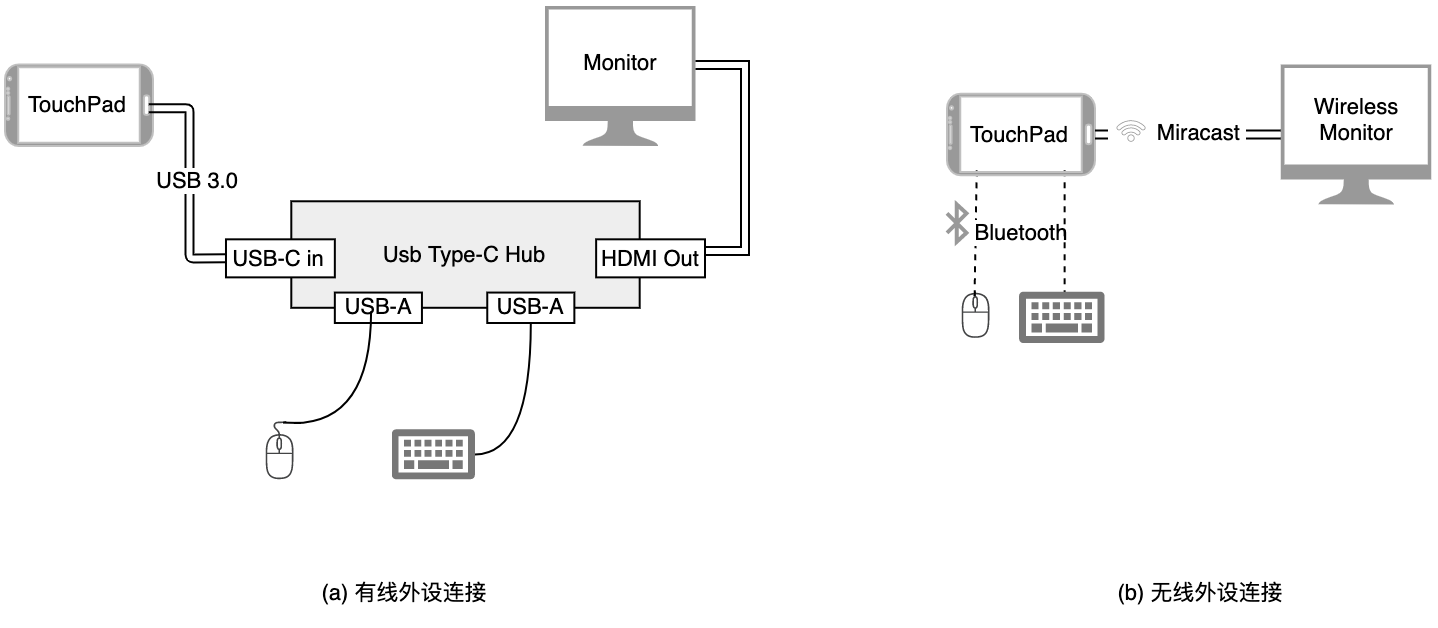 TouchPad
USB 3.0
Monitor
USB-C in
Usb Type-C Hub
HDMI Out
USB-A
USB-A
(a) 有线外设连接
TouchPad
Miracast
Wireless
Monitor
Bluetooth
(b) 无线外设连接